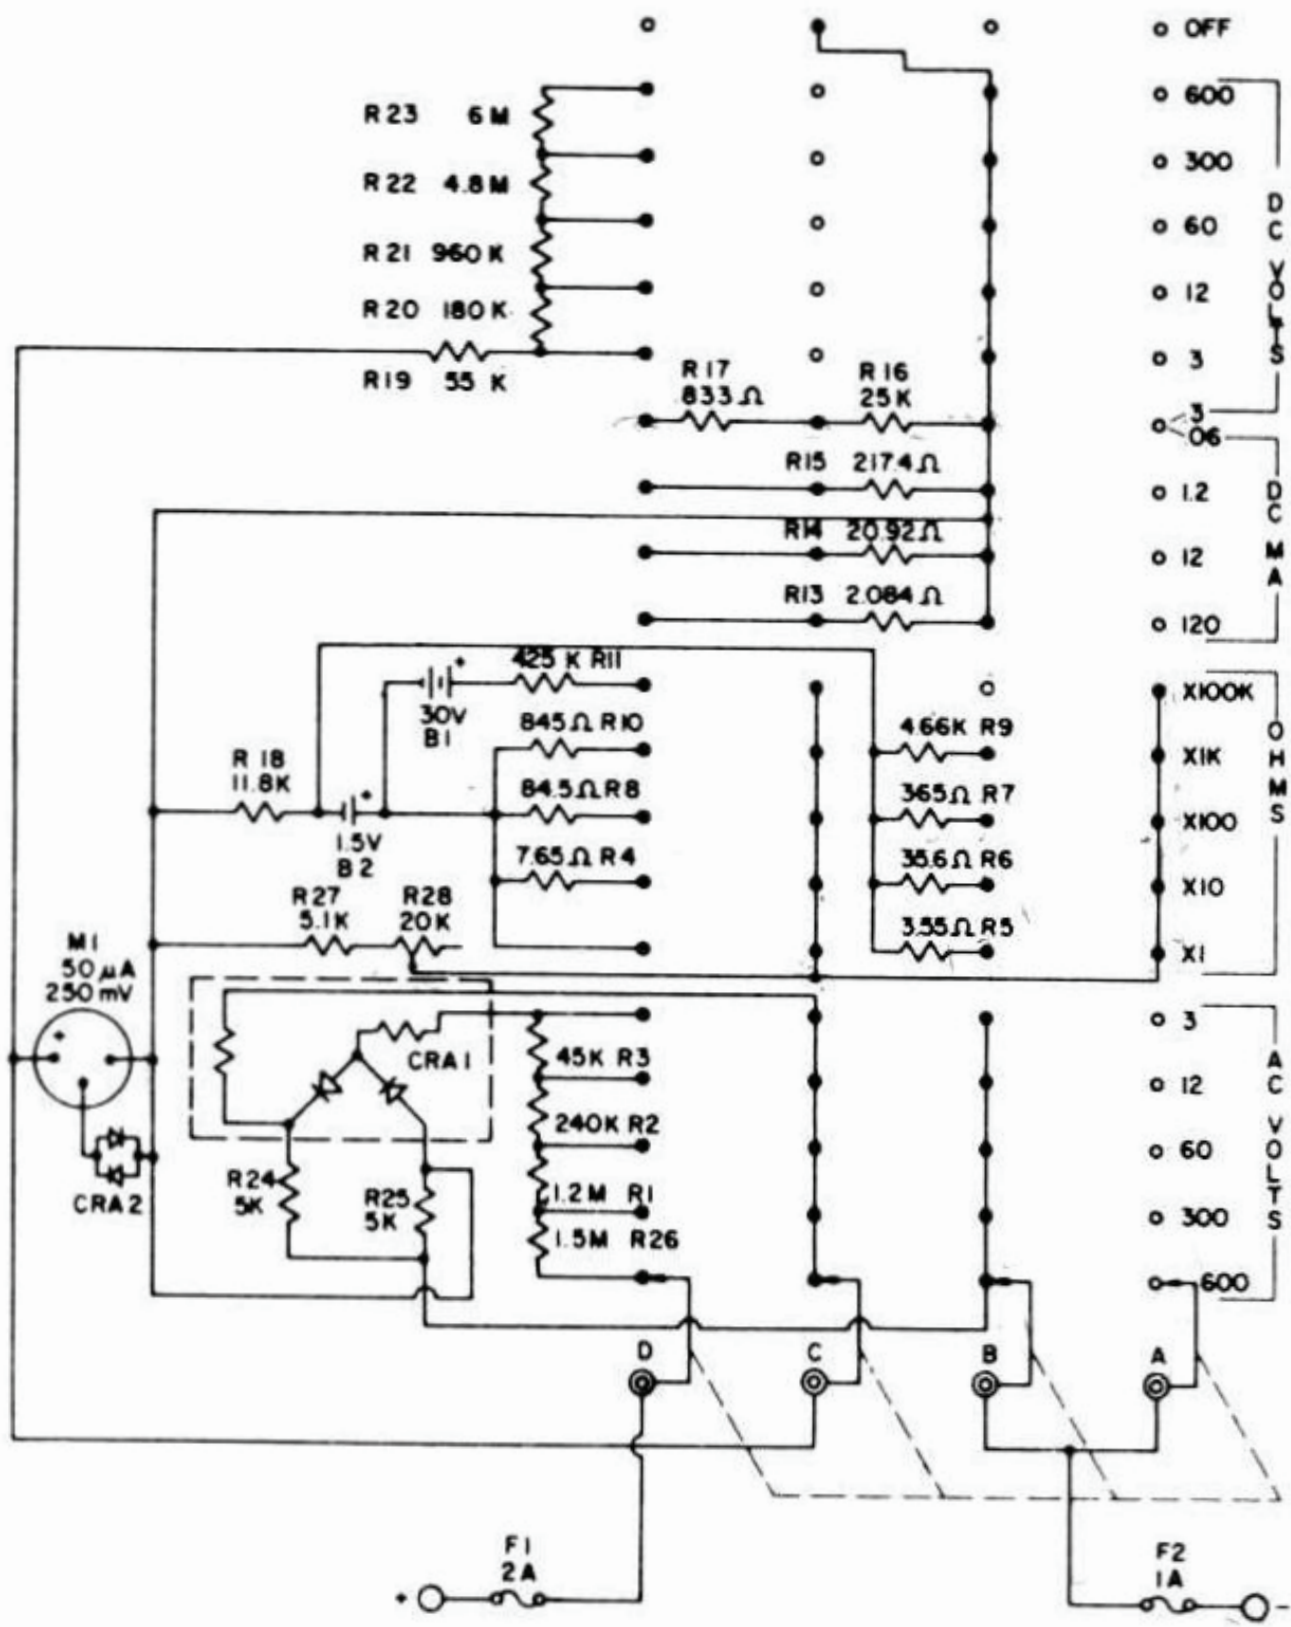 OFF
R23 6M
600
R22 4.8M
300
R21 960K
60
R20 180K
12
R19 55 K
3
DC VOLTS
R17
833Ω
R16
25K
.3
06
R15 217.4Ω
1.2
R14 20.92Ω
12
R13 2.084Ω
120
DC MA
425 K R11
30V
B1
X100K
845Ω R10
4.66K R9
X1K
R 18
11.8K
84.5Ω R8
365Ω R7
X100
1.5V
B2
7.65Ω R4
35.6Ω R6
X10
R27
5.1K
R28
20K
3.55Ω R5
X1
OHMS
M1
50μA
250mV
+
+
+
CRA1
45K R3
3
240K R2
12
1.2M R1
60
1.5M R26
300
600
AC VOLTS
CRA2
R24
5K
R25
5K
D C B A
F1
2A
F2
1A
+
-